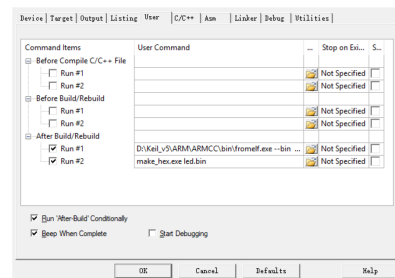 Device Target Output Listing User C/C++ Asm Linker Debug Utilities
Command Items User Command ... Stop on Exi... S...
Before Compile C/C++ File
Run #1 Not Specified
Run #2 Not Specified
Before Build/Rebuild
Run #1 Not Specified
Run #2 Not Specified
After Build/Rebuild
Run #1 D:\Keil_v5\ARM\ARMCC\bin\fromelf.exe --bin ... Not Specified
Run #2 make_hex.exe led.bin Not Specified
Run 'After-Build' Conditionally
Beep When Complete Start Debugging
OK Cancel Defaults Help